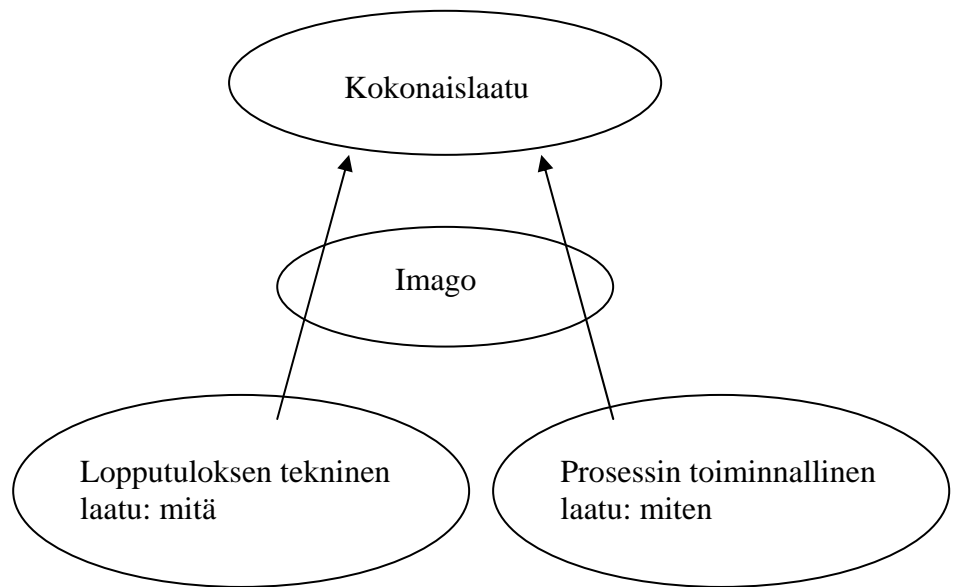 Kokonaislaatu
Imago
Lopputuloksen tekninen
laatu: mitä
Prosessin toiminnallinen
laatu: miten